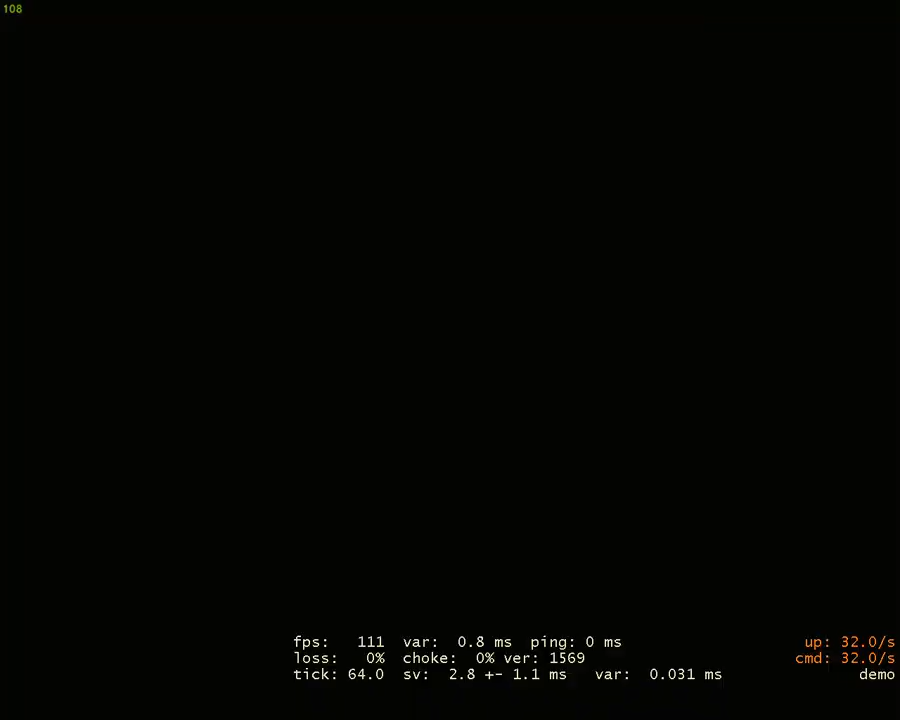 108
fps: 111 var: 0.8 ms ping: 0 ms up: 32.0/s
loss: 0% choke: 0% ver: 1569 cmd: 32.0/s
tick: 64.0 sv: 2.8 +- 1.1 ms var: 0.031 ms demo